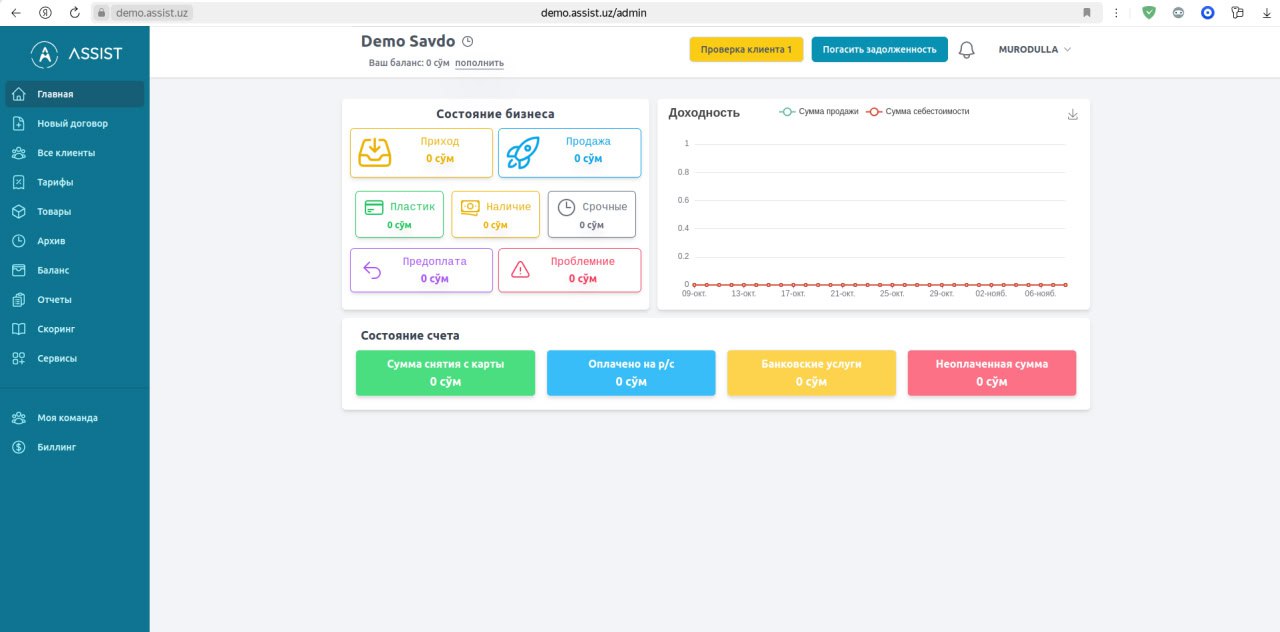 demo.assist.uz
demo.assist.uz/admin
ASSIST
Demo Savdo
Ваш баланс: 0 сўм пополнить
Проверка клиента 1
Погасить задолженность
MURODULLA
Главная
Новый договор
Все клиенты
Тарифы
Товары
Архив
Баланс
Отчеты
Скоринг
Сервисы
Моя команда
Биллинг
Состояние бизнеса
Приход
0 сўм
Продажа
0 сўм
Пластик
0 сўм
Наличие
0 сўм
Срочные
0 сўм
Предоплата
0 сўм
Проблемние
0 сўм
Доходность
Сумма продажи
Сумма себестоимости
1
0.8
0.6
0.4
0.2
0
09-окт. 13-окт. 17-окт. 21-окт. 25-окт. 29-окт. 02-нояб. 06-нояб.
Состояние счета
Сумма снятия с карты
0 сўм
Оплачено на р/с
0 сўм
Банковские услуги
0 сўм
Неоплаченная сумма
0 сўм